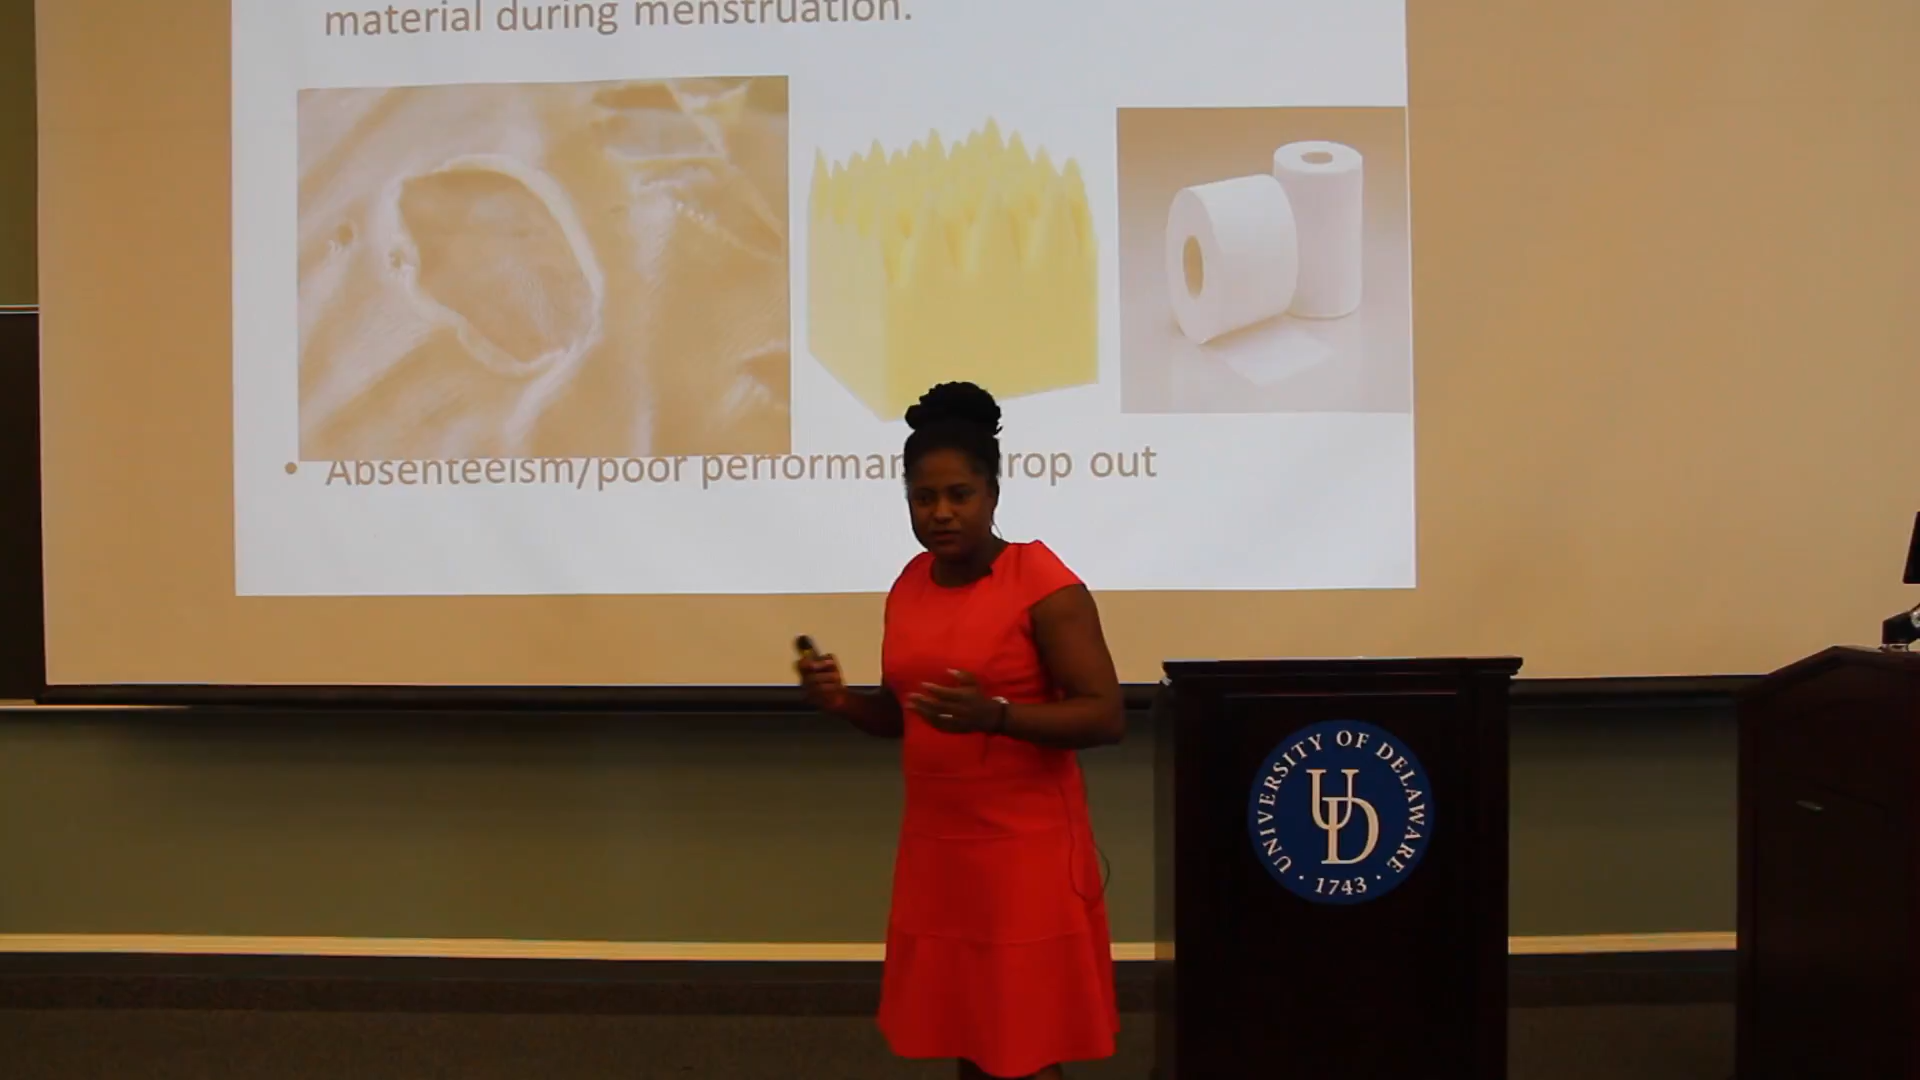 material during menstruation.
• Absenteeism/poor performan rop out
UNIVERSITY OF DELAWARE
UD
· 1743 ·